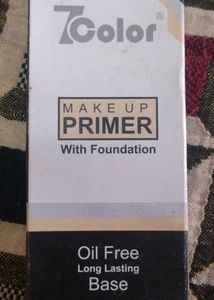 7Color®
MAKE UP
PRIMER
With Foundation
Oil Free
Long Lasting
Base